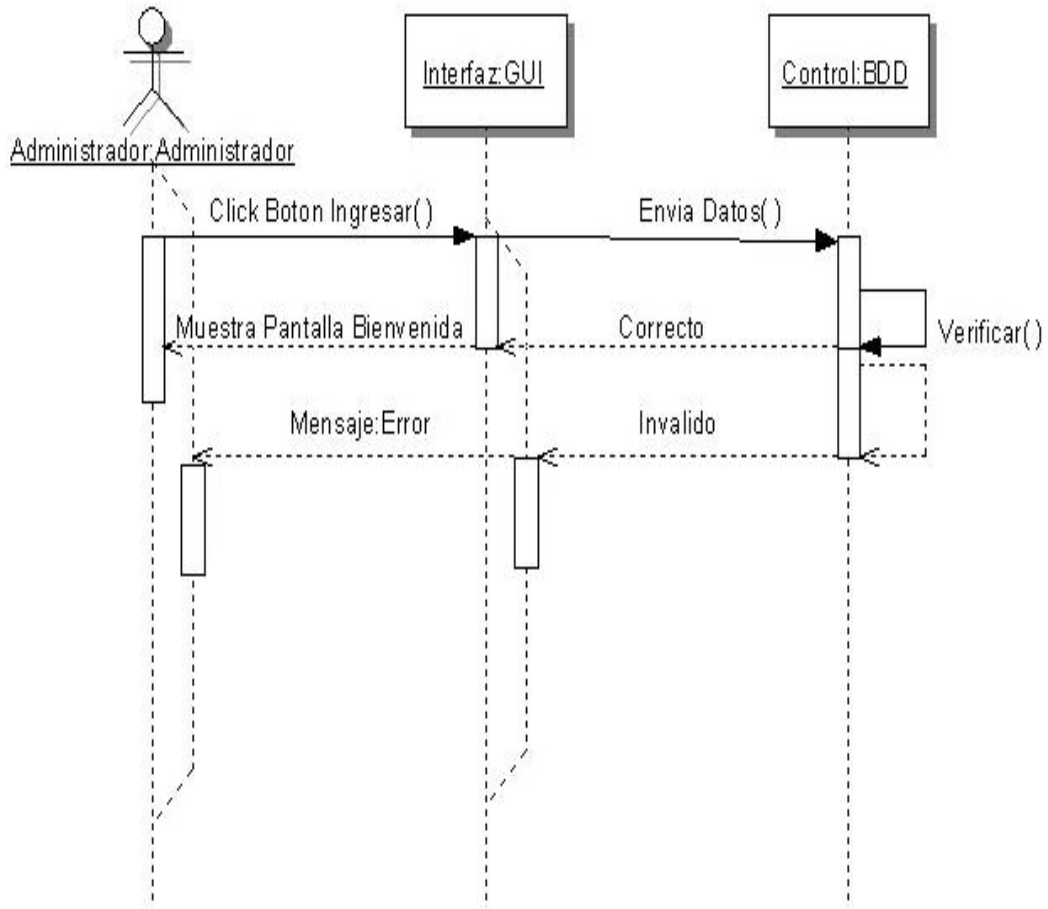 Interfaz:GUI
Control:BDD
Administrador:Administrador
Click Boton Ingresar( )
Envia Datos( )
Muestra Pantalla Bienvenida
Correcto
Verificar( )
Mensaje:Error
Invalido